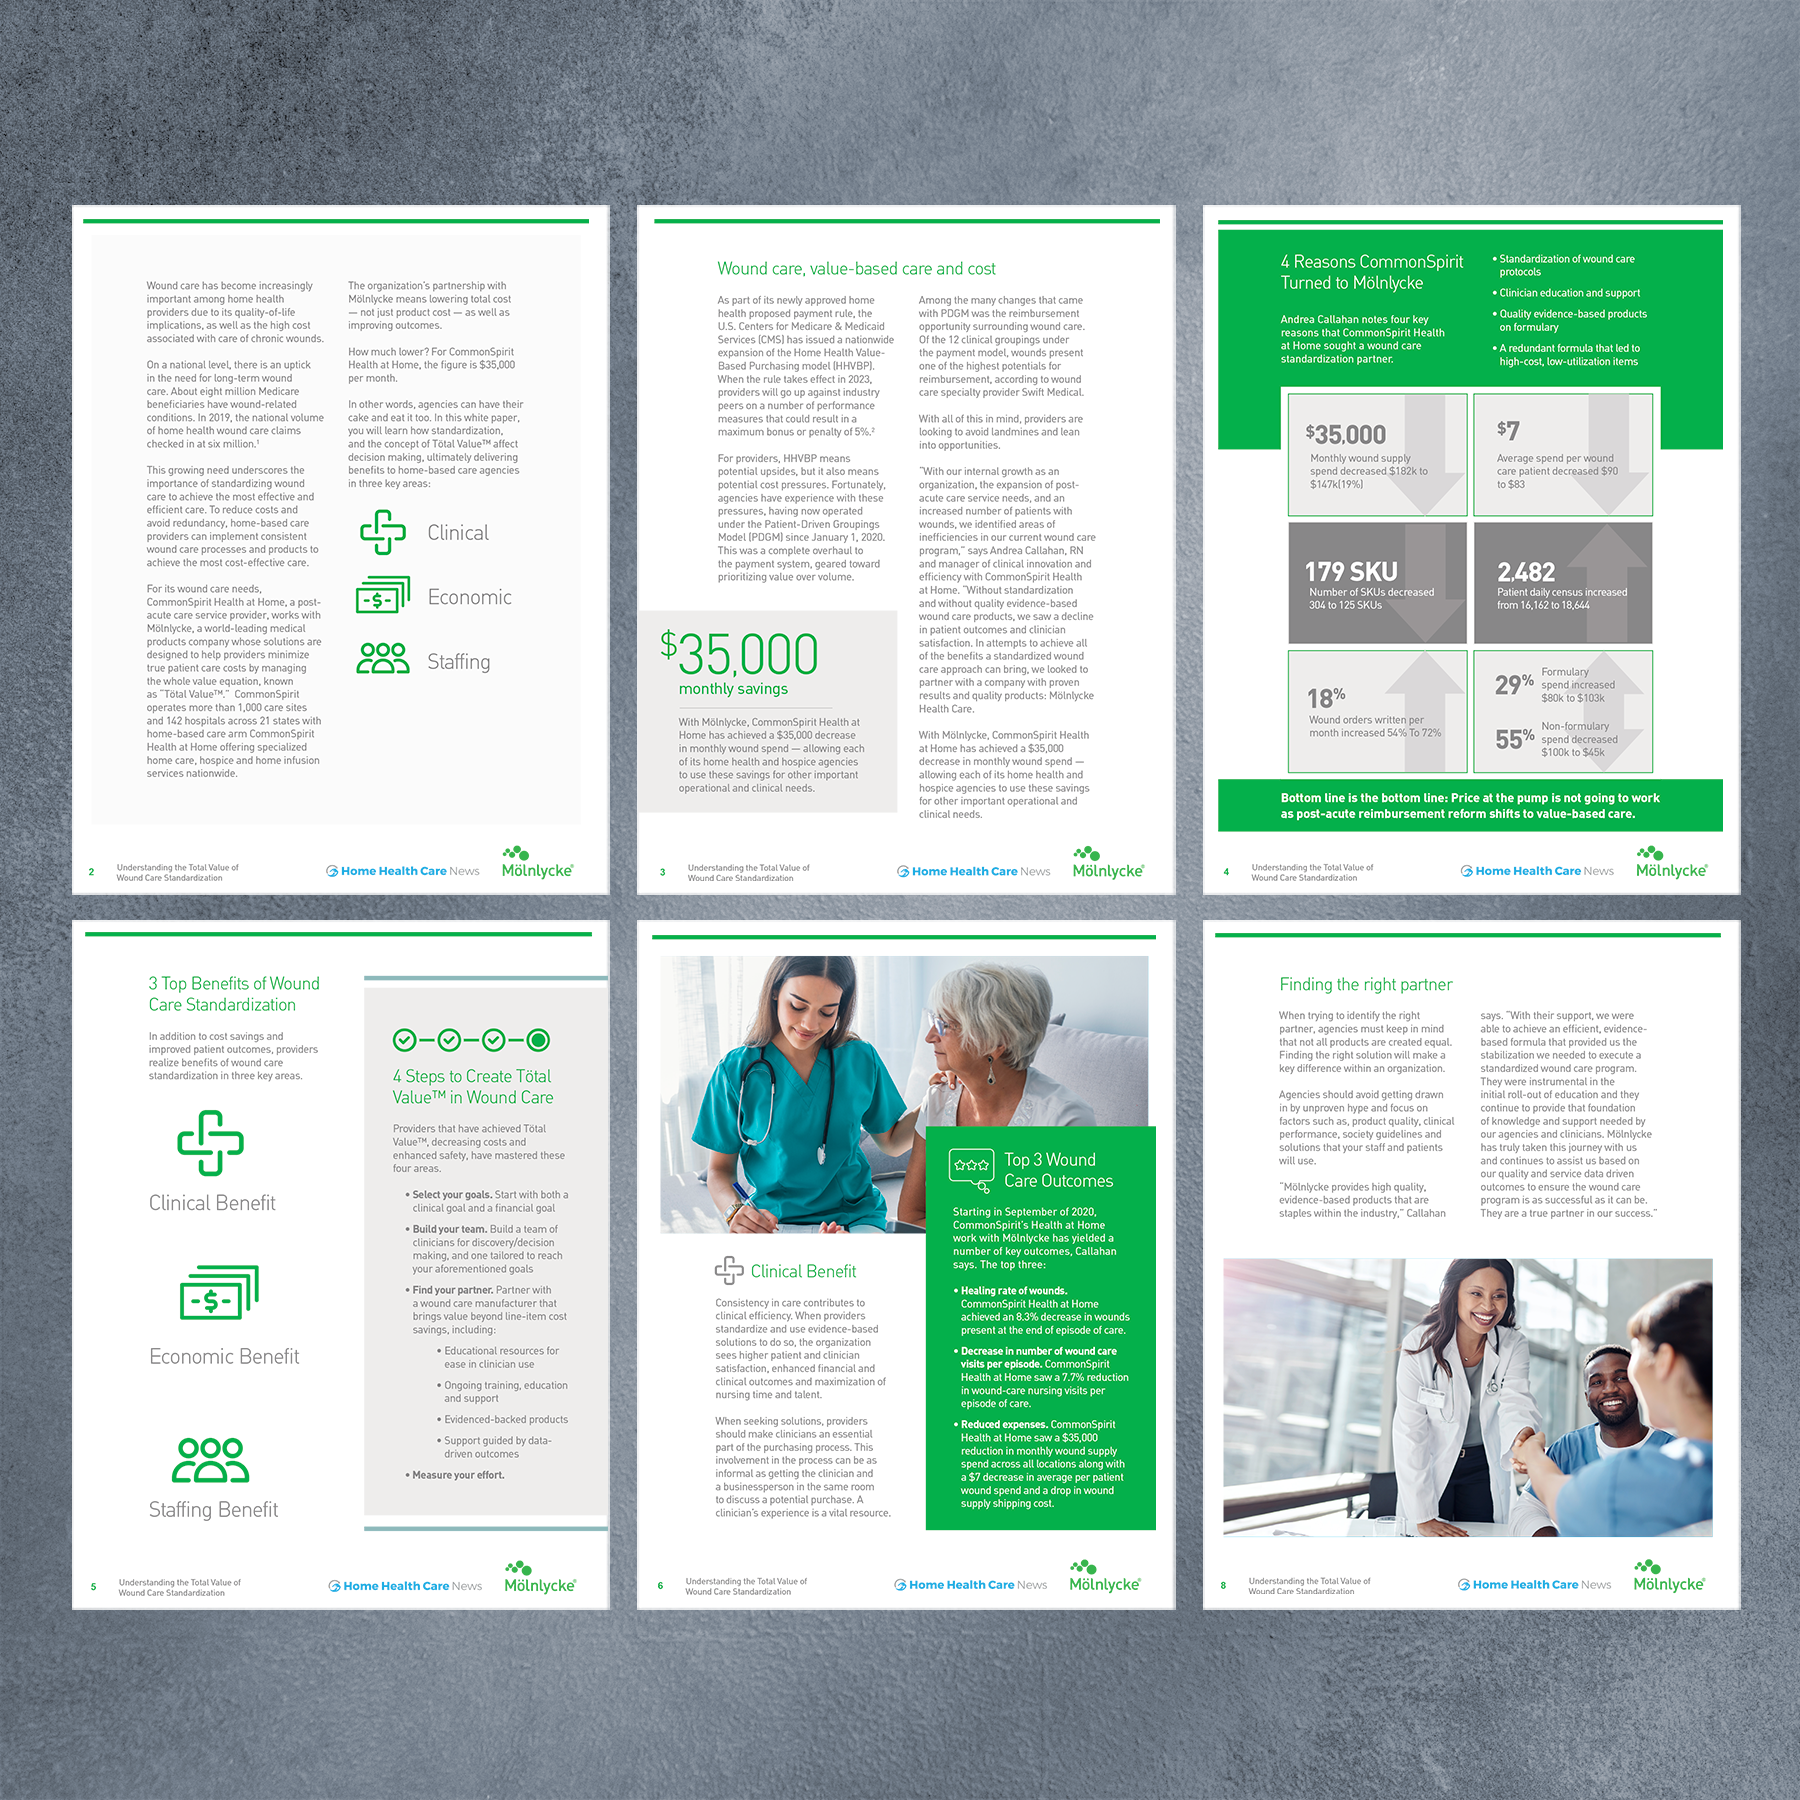 Wound care has become increasingly
important among home health
providers due to its quality-of-life
implications, as well as the high cost
associated with care of chronic wounds.
On a national level, there is an uptick
in the need for long-term wound
care. About eight million Medicare
beneficiaries have wound-related
conditions. In 2019, the national volume
of home health wound care claims
checked in at six million.¹
This growing need underscores the
importance of standardizing wound
care to achieve the most effective and
efficient care. To reduce costs and
avoid redundancy, home-based care
providers can implement consistent
wound care processes and products to
achieve the most cost-effective care.
For its wound care needs,
CommonSpirit Health at Home, a post-
acute care service provider, works with
Mölnlycke, a world-leading medical
products company whose solutions are
designed to help providers minimize
true patient care costs by managing
the whole value equation, known
as “Tötal Value™.” CommonSpirit
operates more than 1,000 care sites
and 142 hospitals across 21 states with
home-based care arm CommonSpirit
Health at Home offering specialized
home care, hospice and home infusion
services nationwide.
The organization’s partnership with
Mölnlycke means lowering total cost
— not just product cost — as well as
improving outcomes.
How much lower? For CommonSpirit
Health at Home, the figure is $35,000
per month.
In other words, agencies can have their
cake and eat it too. In this white paper,
you will learn how standardization,
and the concept of Tötal Value™ affect
decision making, ultimately delivering
benefits to home-based care agencies
in three key areas:
Clinical
Economic
Staffing
2
Understanding the Total Value of
Wound Care Standardization
Home Health Care News
Mölnlycke®
Wound care, value-based care and cost
As part of its newly approved home
health proposed payment rule, the
U.S. Centers for Medicare & Medicaid
Services (CMS) has issued a nationwide
expansion of the Home Health Value-
Based Purchasing model (HHVBP).
When the rule takes effect in 2023,
providers will go up against industry
peers on a number of performance
measures that could result in a
maximum bonus or penalty of 5%.²
For providers, HHVBP means
potential upsides, but it also means
potential cost pressures. Fortunately,
agencies have experience with these
pressures, having now operated
under the Patient-Driven Groupings
Model (PDGM) since January 1, 2020.
This was a complete overhaul to
the payment system, geared toward
prioritizing value over volume.
$35,000
monthly savings
With Mölnlycke, CommonSpirit Health at
Home has achieved a $35,000 decrease
in monthly wound spend — allowing each
of its home health and hospice agencies
to use these savings for other important
operational and clinical needs.
Among the many changes that came
with PDGM was the reimbursement
opportunity surrounding wound care.
Of the 12 clinical groupings under
the payment model, wounds present
one of the highest potentials for
reimbursement, according to wound
care specialty provider Swift Medical.
With all of this in mind, providers are
looking to avoid landmines and lean
into opportunities.
“With our internal growth as an
organization, the expansion of post-
acute care service needs, and an
increased number of patients with
wounds, we identified areas of
inefficiencies in our current wound care
program,” says Andrea Callahan, RN
and manager of clinical innovation and
efficiency with CommonSpirit Health
at Home. “Without standardization
and without quality evidence-based
wound care products, we saw a decline
in patient outcomes and clinician
satisfaction. In attempts to achieve all
of the benefits a standardized wound
care approach can bring, we looked to
partner with a company with proven
results and quality products: Mölnlycke
Health Care.
With Mölnlycke, CommonSpirit Health
at Home has achieved a $35,000
decrease in monthly wound spend —
allowing each of its home health and
hospice agencies to use these savings
for other important operational and
clinical needs.
3
Understanding the Total Value of
Wound Care Standardization
Home Health Care News
Mölnlycke®
4 Reasons CommonSpirit
Turned to Mölnlycke
Andrea Callahan notes four key
reasons that CommonSpirit Health
at Home sought a wound care
standardization partner.
• Standardization of wound care
protocols
• Clinician education and support
• Quality evidence-based products
on formulary
• A redundant formula that led to
high-cost, low-utilization items
$35,000
Monthly wound supply
spend decreased $182k to
$147k(19%)
$7
Average spend per wound
care patient decreased $90
to $83
179 SKU
Number of SKUs decreased
304 to 125 SKUs
2,482
Patient daily census increased
from 16,162 to 18,644
18%
Wound orders written per
month increased 54% To 72%
29%
Formulary
spend increased
$80k to $103k
55%
Non-formulary
spend decreased
$100k to $45k
Bottom line is the bottom line: Price at the pump is not going to work
as post-acute reimbursement reform shifts to value-based care.
4
Understanding the Total Value of
Wound Care Standardization
Home Health Care News
Mölnlycke®
3 Top Benefits of Wound
Care Standardization
In addition to cost savings and
improved patient outcomes, providers
realize benefits of wound care
standardization in three key areas.
Clinical Benefit
Economic Benefit
Staffing Benefit
4 Steps to Create Tötal
Value™ in Wound Care
Providers that have achieved Tötal
Value™, decreasing costs and
enhanced safety, have mastered these
four areas.
• Select your goals. Start with both a
clinical goal and a financial goal
• Build your team. Build a team of
clinicians for discovery/decision
making, and one tailored to reach
your aforementioned goals
• Find your partner. Partner with
a wound care manufacturer that
brings value beyond line-item cost
savings, including:
• Educational resources for
ease in clinician use
• Ongoing training, education
and support
• Evidenced-backed products
• Support guided by data-
driven outcomes
• Measure your effort.
5
Understanding the Total Value of
Wound Care Standardization
Home Health Care News
Mölnlycke®
Clinical Benefit
Consistency in care contributes to
clinical efficiency. When providers
standardize and use evidence-based
solutions to do so, the organization
sees higher patient and clinician
satisfaction, enhanced financial and
clinical outcomes and maximization of
nursing time and talent.
When seeking solutions, providers
should make clinicians an essential
part of the purchasing process. This
involvement in the process can be as
informal as getting the clinician and
a businessperson in the same room
to discuss a potential purchase. A
clinician’s experience is a vital resource.
Top 3 Wound
Care Outcomes
Starting in September of 2020,
CommonSpirit’s Health at Home
work with Mölnlycke has yielded a
number of key outcomes, Callahan
says. The top three:
• Healing rate of wounds.
CommonSpirit Health at Home
achieved an 8.3% decrease in wounds
present at the end of episode of care.
• Decrease in number of wound care
visits per episode. CommonSpirit
Health at Home saw a 7.7% reduction
in wound-care nursing visits per
episode of care.
• Reduced expenses. CommonSpirit
Health at Home saw a $35,000
reduction in monthly wound supply
spend across all locations along with
a $7 decrease in average per patient
wound spend and a drop in wound
supply shipping cost.
6
Understanding the Total Value of
Wound Care Standardization
Home Health Care News
Mölnlycke®
Finding the right partner
When trying to identify the right
partner, agencies must keep in mind
that not all products are created equal.
Finding the right solution will make a
key difference within an organization.
Agencies should avoid getting drawn
in by unproven hype and focus on
factors such as, product quality, clinical
performance, society guidelines and
solutions that your staff and patients
will use.
“Mölnlycke provides high quality,
evidence-based products that are
staples within the industry,” Callahan
says. “With their support, we were
able to achieve an efficient, evidence-
based formula that provided us the
stabilization we needed to execute a
standardized wound care program.
They were instrumental in the
initial roll-out of education and they
continue to provide that foundation
of knowledge and support needed by
our agencies and clinicians. Mölnlycke
has truly taken this journey with us
and continues to assist us based on
our quality and service data driven
outcomes to ensure the wound care
program is as successful as it can be.
They are a true partner in our success.”
8
Understanding the Total Value of
Wound Care Standardization
Home Health Care News
Mölnlycke®